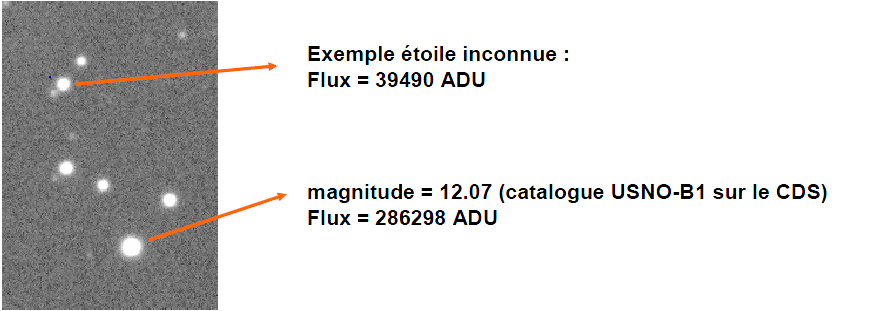 Exemple étoile inconnue :
Flux = 39490 ADU
magnitude = 12.07 (catalogue USNO-B1 sur le CDS)
Flux = 286298 ADU